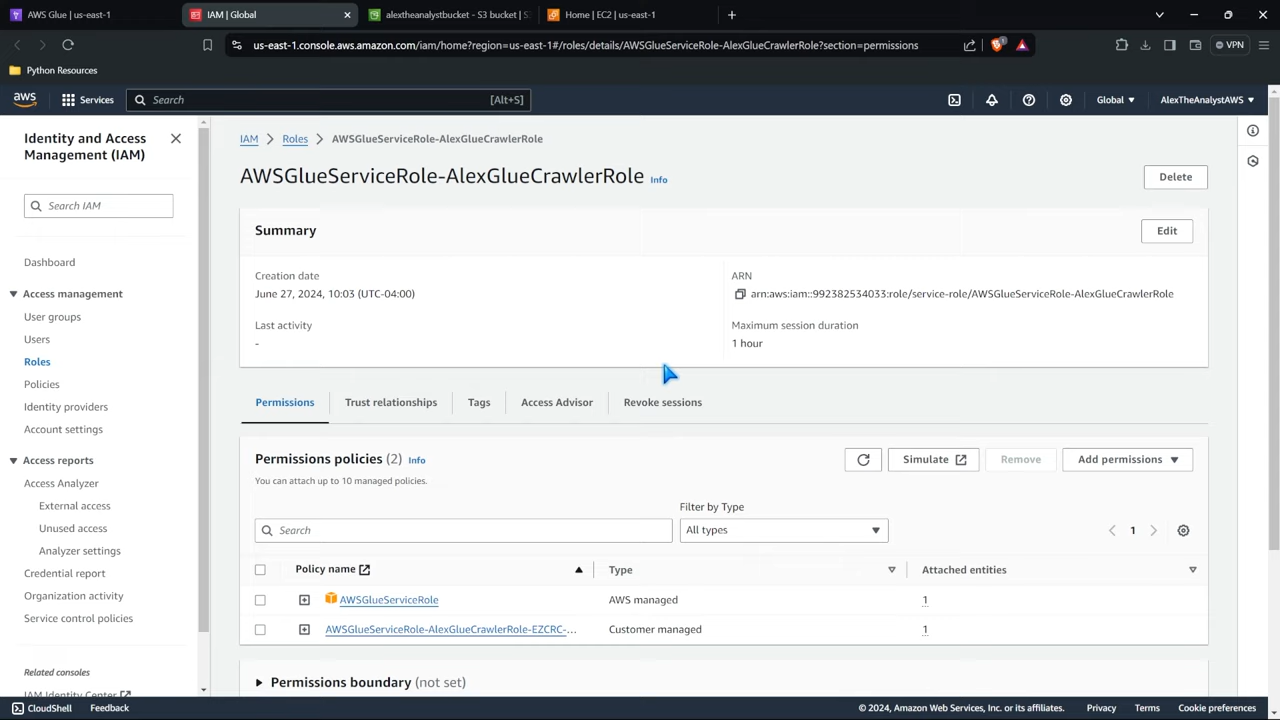 AWS Glue | us-east-1
IAM | Global
alextheanalystbucket - S3 bucket | S
Home | EC2 | us-east-1
us-east-1.console.aws.amazon.com/iam/home?region=us-east-1#/roles/details/AWSGlueServiceRole-AlexGlueCrawlerRole?section=permissions
VPN
Python Resources
aws
Services
Search
[Alt+S]
Global
AlexTheAnalystAWS
Identity and Access
Management (IAM)
Search IAM
Dashboard
Access management
User groups
Users
Roles
Policies
Identity providers
Account settings
Access reports
Access Analyzer
External access
Unused access
Analyzer settings
Credential report
Organization activity
Service control policies
Related consoles
IAM Identity Center
IAM
Roles
AWSGlueServiceRole-AlexGlueCrawlerRole
AWSGlueServiceRole-AlexGlueCrawlerRole Info
Delete
Summary
Edit
Creation date
June 27, 2024, 10:03 (UTC-04:00)
ARN
arn:aws:iam::992382534033:role/service-role/AWSGlueServiceRole-AlexGlueCrawlerRole
Last activity
-
Maximum session duration
1 hour
Permissions
Trust relationships
Tags
Access Advisor
Revoke sessions
Permissions policies (2) Info
You can attach up to 10 managed policies.
Simulate
Remove
Add permissions
Filter by Type
Search
All types
1
Policy name
Type
Attached entities
AWSGlueServiceRole
AWS managed
1
AWSGlueServiceRole-AlexGlueCrawlerRole-EZCRC-...
Customer managed
1
Permissions boundary (not set)
CloudShell
Feedback
© 2024, Amazon Web Services, Inc. or its affiliates.
Privacy
Terms
Cookie preferences